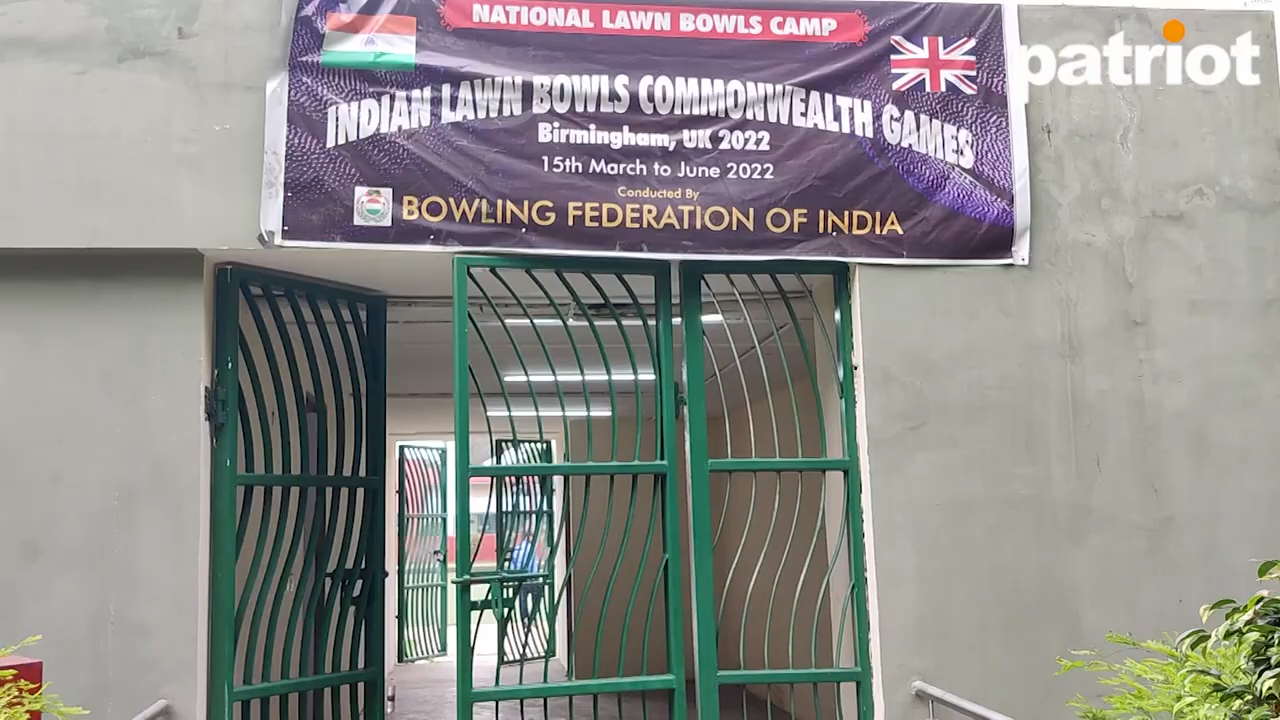 NATIONAL LAWN BOWLS CAMP
patriot
INDIAN LAWN BOWLS COMMONWEALTH GAMES
Birmingham, UK 2022
15th March to June 2022
Conducted By
BOWLING FEDERATION OF INDIA